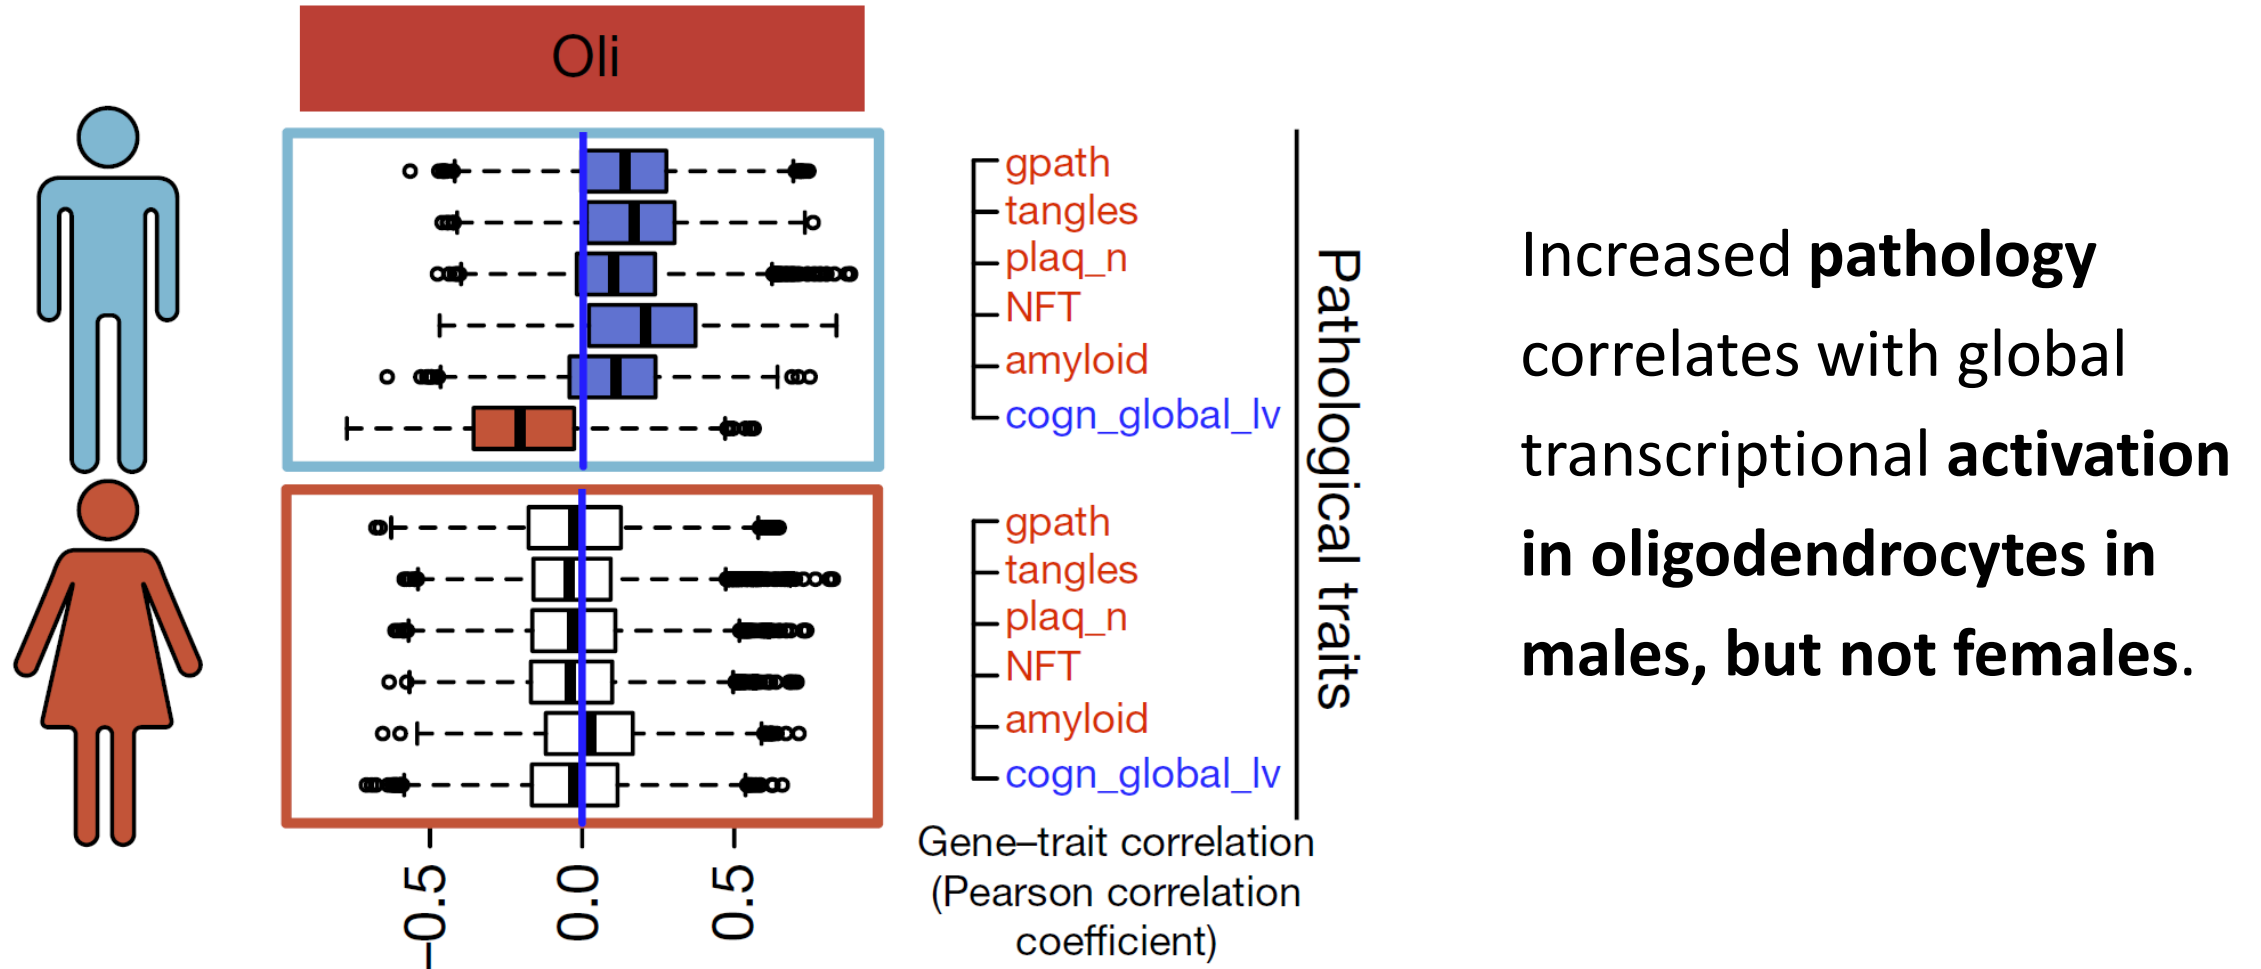 Oli
gpath
tangles
plaq_n
NFT
amyloid
cogn_global_lv
gpath
tangles
plaq_n
NFT
amyloid
cogn_global_lv
Pathological traits
–0.5
0.0
0.5
Gene–trait correlation
(Pearson correlation
coefficient)
Increased pathology
correlates with global
transcriptional activation
in oligodendrocytes in
males, but not females.